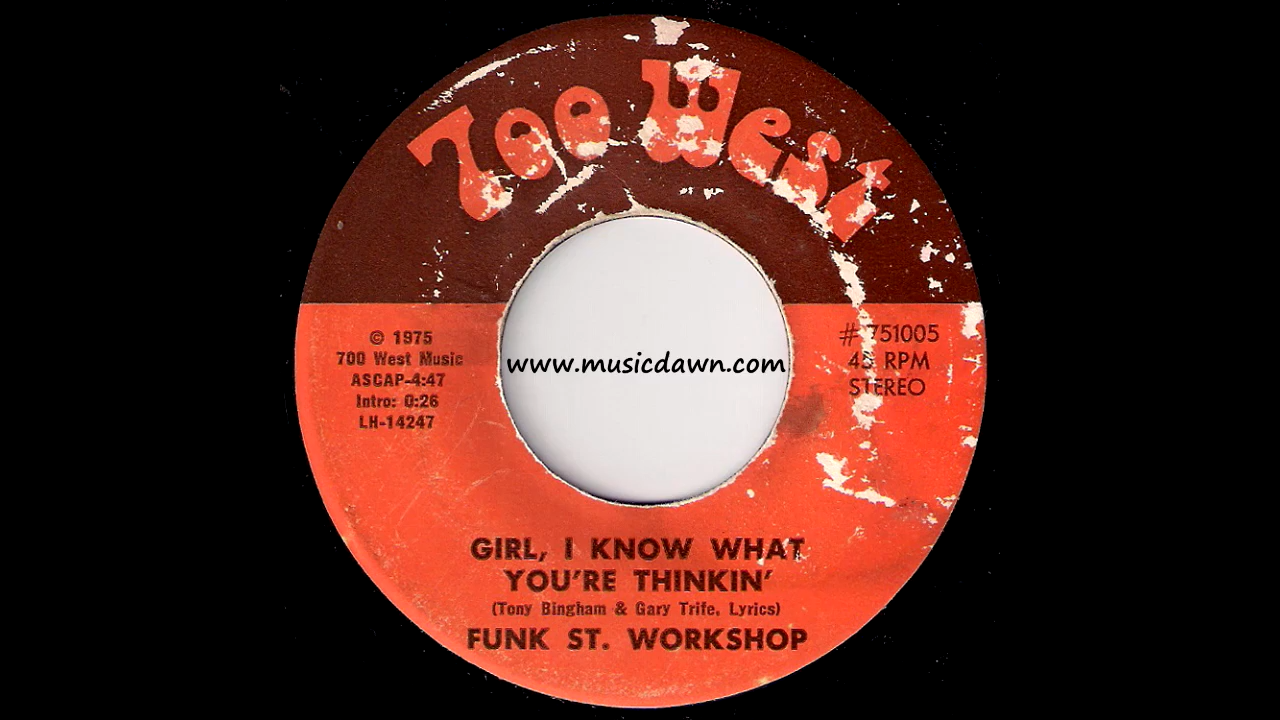 700 West
© 1975
700 West Music
ASCAP-4:47
Intro: 0:26
LH-14247
# 751005
45 RPM
STEREO
www.musicdawn.com
GIRL, I KNOW WHAT
YOU'RE THINKIN'
(Tony Bingham & Gary Trife, Lyrics)
FUNK ST. WORKSHOP